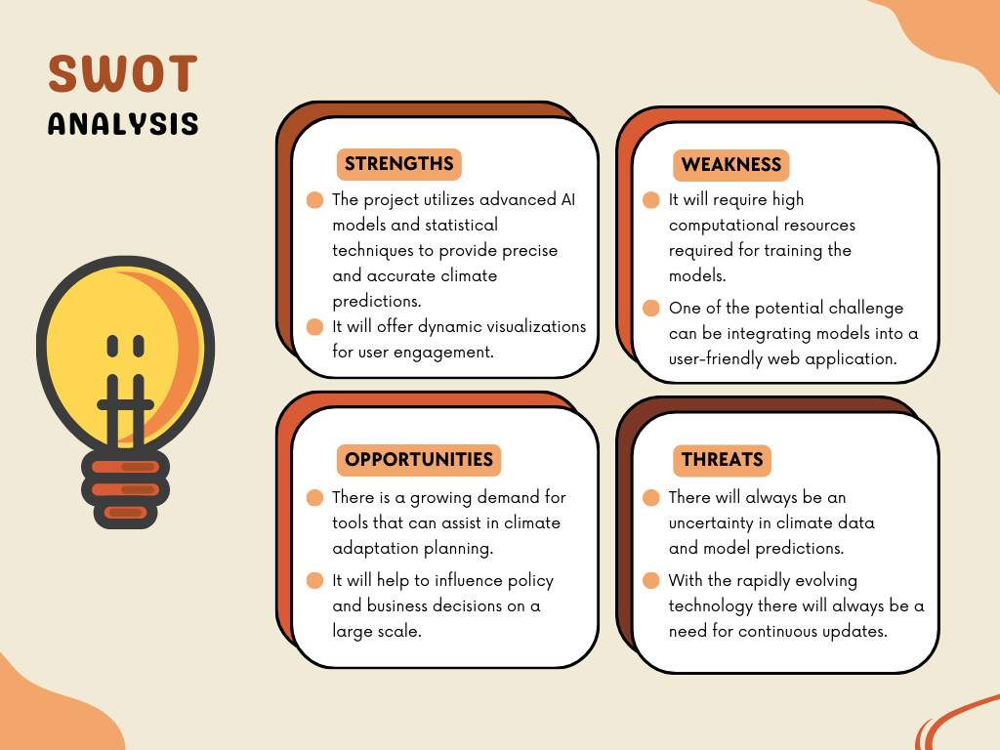 SWOT
ANALYSIS
STRENGTHS
The project utilizes advanced AI
models and statistical
techniques to provide precise
and accurate climate
predictions.
It will offer dynamic visualizations
for user engagement.
WEAKNESS
It will require high
computational resources
required for training the
models.
One of the potential challenge
can be integrating models into a
user-friendly web application.
OPPORTUNITIES
There is a growing demand for
tools that can assist in climate
adaptation planning.
It will help to influence policy
and business decisions on a
large scale.
THREATS
There will always be an
uncertainty in climate data
and model predictions.
With the rapidly evolving
technology there will always be a
need for continuous updates.